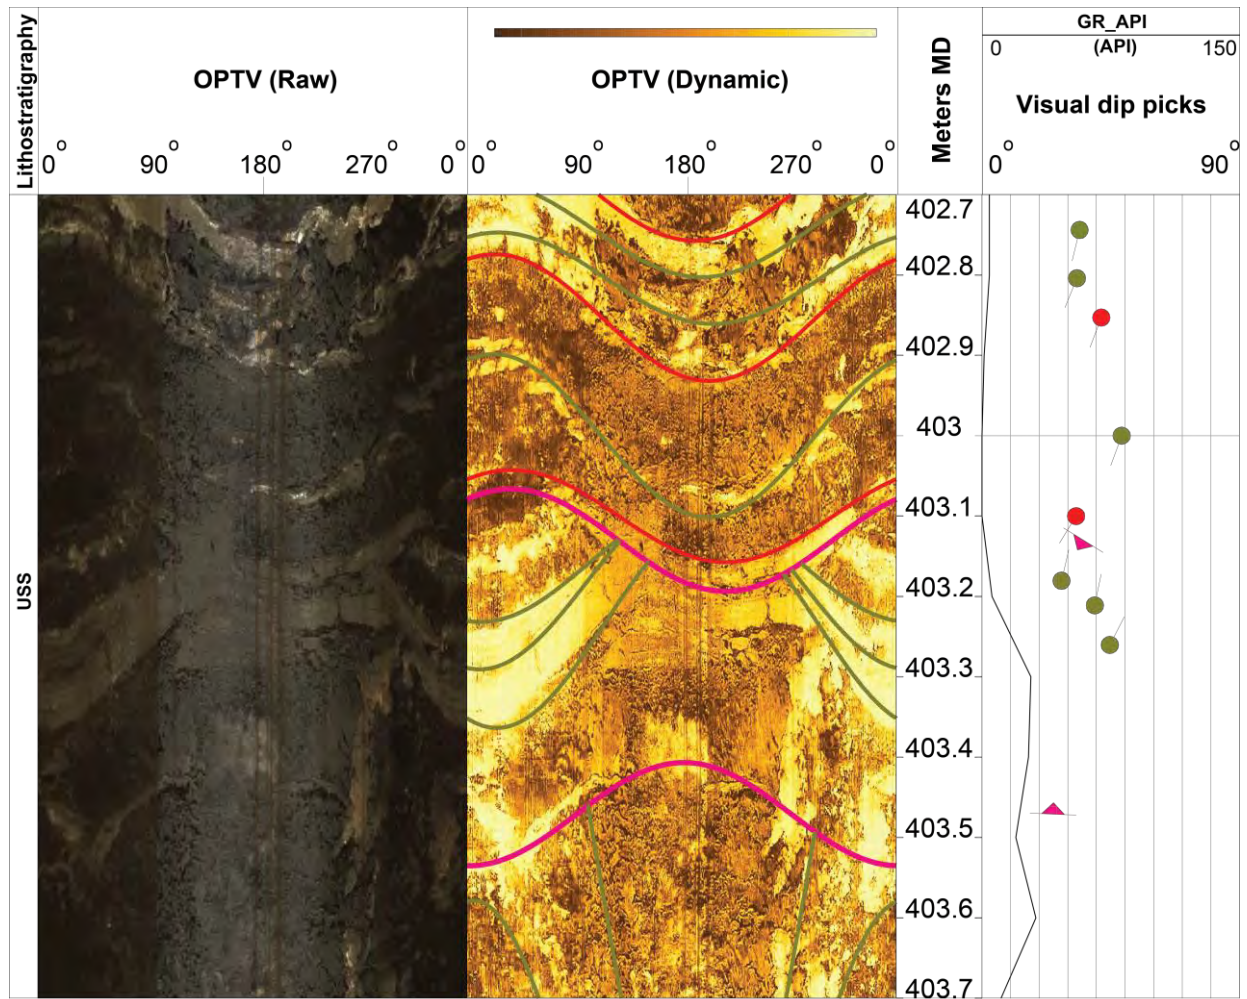 Lithostratigraphy
OPTV (Raw)
0° 90° 180° 270° 0°
OPTV (Dynamic)
0° 90° 180° 270° 0°
Meters MD
GR_API
0 (API) 150
Visual dip picks
0° 90°
USS
402.7
402.8
402.9
403
403.1
403.2
403.3
403.4
403.5
403.6
403.7